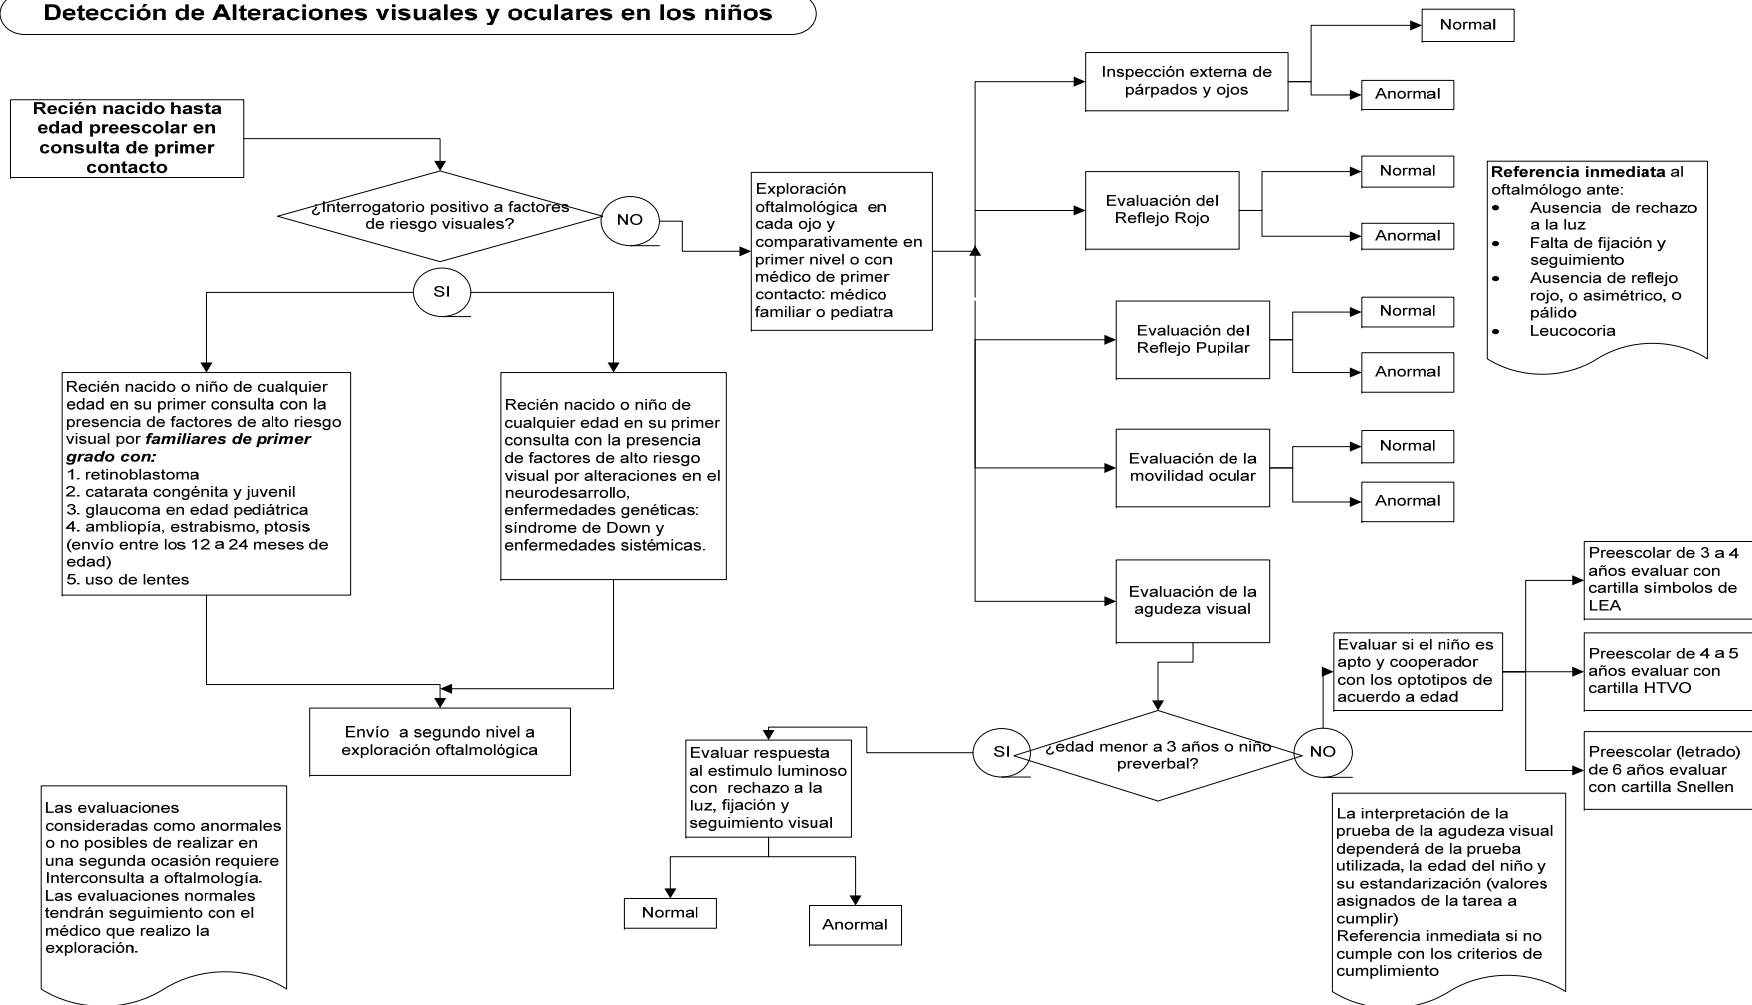 Detección de Alteraciones visuales y oculares en los niños
Recién nacido hasta
edad preescolar en
consulta de primer
contacto
¿Interrogatorio positivo a factores
de riesgo visuales?
NO
SI
Recién nacido o niño de cualquier
edad en su primer consulta con la
presencia de factores de alto riesgo
visual por familiares de primer
grado con:
1. retinoblastoma
2. catarata congénita y juvenil
3. glaucoma en edad pediátrica
4. ambliopía, estrabismo, ptosis
(envío entre los 12 a 24 meses de
edad)
5. uso de lentes
Recién nacido o niño de
cualquier edad en su primer
consulta con la presencia
de factores de alto riesgo
visual por alteraciones en el
neurodesarrollo,
enfermedades genéticas:
síndrome de Down y
enfermedades sistémicas.
Envío a segundo nivel a
exploración oftalmológica
Las evaluaciones
consideradas como anormales
o no posibles de realizar en
una segunda ocasión requiere
Interconsulta a oftalmología.
Las evaluaciones normales
tendrán seguimiento con el
médico que realizo la
exploración.
Exploración
oftalmológica en
cada ojo y
comparativamente en
primer nivel o con
médico de primer
contacto: médico
familiar o pediatra
Inspección externa de
párpados y ojos
Normal
Anormal
Evaluación del
Reflejo Rojo
Normal
Anormal
Evaluación del
Reflejo Pupilar
Normal
Anormal
Evaluación de la
movilidad ocular
Normal
Anormal
Evaluación de la
agudeza visual
Referencia inmediata al
oftalmólogo ante:
• Ausencia de rechazo
a la luz
• Falta de fijación y
seguimiento
• Ausencia de reflejo
rojo, o asimétrico, o
pálido
• Leucocoria
¿edad menor a 3 años o niño
preverbal?
SI
NO
Evaluar respuesta
al estimulo luminoso
con rechazo a la
luz, fijación y
seguimiento visual
Normal
Anormal
Evaluar si el niño es
apto y cooperador
con los optotipos de
acuerdo a edad
Preescolar de 3 a 4
años evaluar con
cartilla símbolos de
LEA
Preescolar de 4 a 5
años evaluar con
cartilla HTVO
Preescolar (letrado)
de 6 años evaluar
con cartilla Snellen
La interpretación de la
prueba de la agudeza visual
dependerá de la prueba
utilizada, la edad del niño y
su estandarización (valores
asignados de la tarea a
cumplir)
Referencia inmediata si no
cumple con los criterios de
cumplimiento